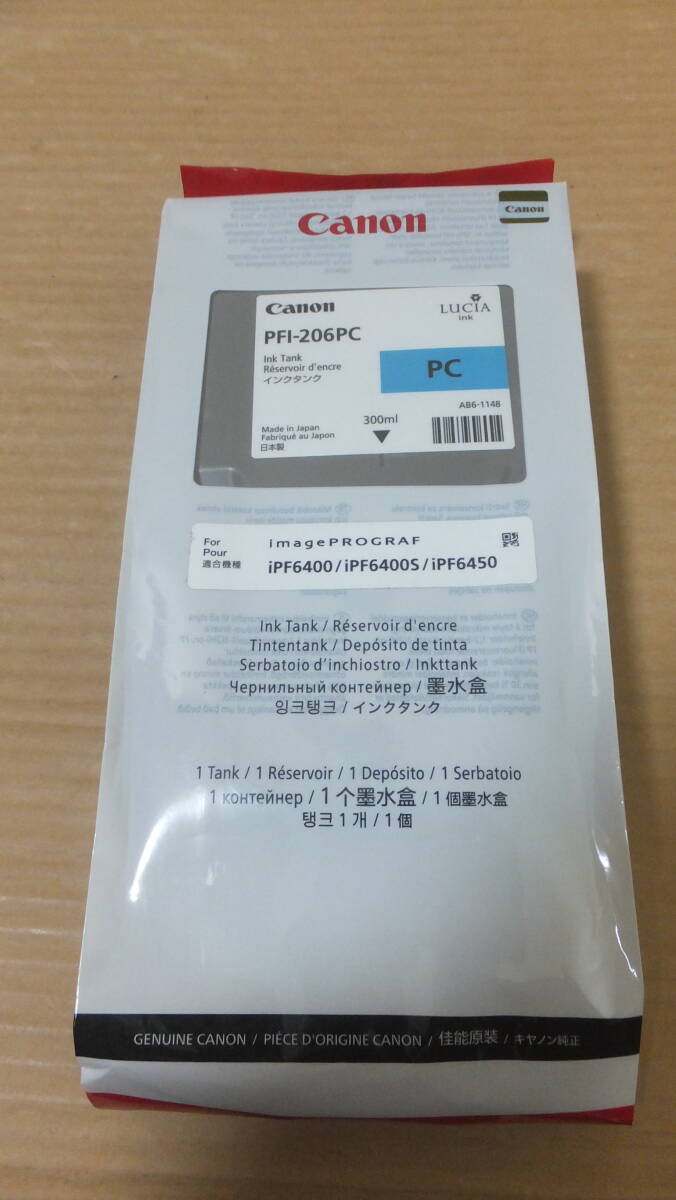 Canon
Canon
Canon
LUCIA
ink
PFI-206PC
Ink Tank
Réservoir d'encre
インクタンク
PC
AB6-1148
300ml
Made in Japan
Fabriqué au Japon
日本製
For
Pour
適合機種
imagePROGRAF
iPF6400/iPF6400S/iPF6450
Ink Tank / Réservoir d'encre
Tintentank / Depósito de tinta
Serbatoio d'inchiostro / Inkttank
Чернильный контейнер / 墨水盒
잉크탱크 / インクタンク
1 Tank / 1 Réservoir / 1 Depósito / 1 Serbatoio
1 контейнер / 1个墨水盒 / 1個墨水盒
탱크 1 개 / 1個
GENUINE CANON / PIÈCE D'ORIGINE CANON / 佳能原装 / キヤノン純正